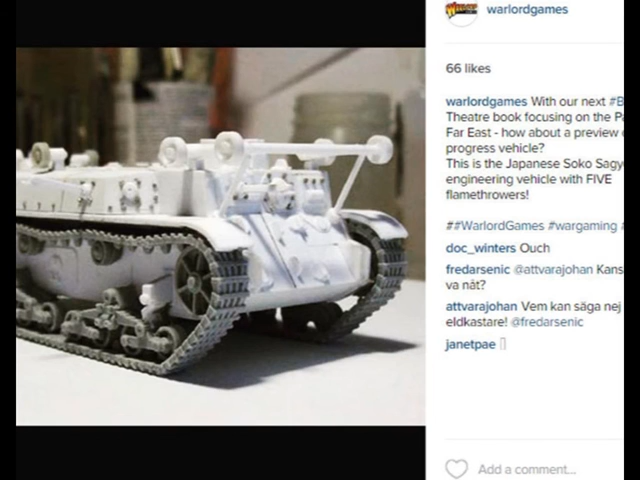 warlordgames
66 likes
warlordgames With our next #B
Theatre book focusing on the Pa
Far East - how about a preview o
progress vehicle?
This is the Japanese Soko Sagyo
engineering vehicle with FIVE
flamethrowers!
##WarlordGames #wargaming #
doc_winters Ouch
fredarsenic @attvarajohan Kans
va nåt?
attvarajohan Vem kan säga nej
eldkastare! @fredarsenic
janetpae
Add a comment...